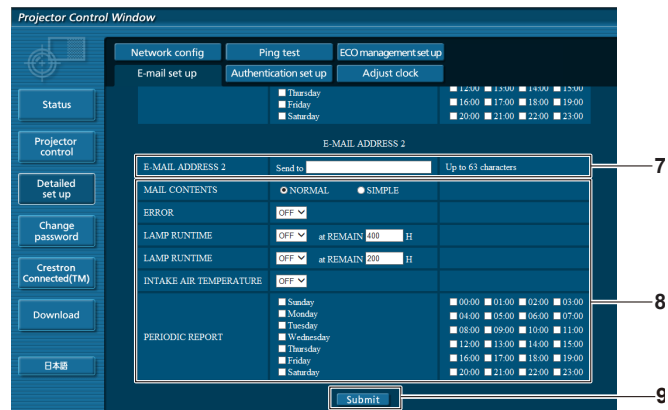 Projector Control Window
Network config Ping test ECO management set up
E-mail set up Authentication set up Adjust clock
Status
Projector control
Detailed set up
Change password
Crestron Connected(TM)
Download
日本語
Thursday 12:00 13:00 14:00 15:00
Friday 16:00 17:00 18:00 19:00
Saturday 20:00 21:00 22:00 23:00
E-MAIL ADDRESS 2
E-MAIL ADDRESS 2 Send to Up to 63 characters 7
MAIL CONTENTS NORMAL SIMPLE
ERROR OFF
LAMP RUNTIME OFF at REMAIN 400 H
LAMP RUNTIME OFF at REMAIN 200 H
INTAKE AIR TEMPERATURE OFF
8
PERIODIC REPORT
Sunday 00:00 01:00 02:00 03:00
Monday 04:00 05:00 06:00 07:00
Tuesday 08:00 09:00 10:00 11:00
Wednesday 12:00 13:00 14:00 15:00
Thursday 16:00 17:00 18:00 19:00
Friday 20:00 21:00 22:00 23:00
Saturday
Submit 9